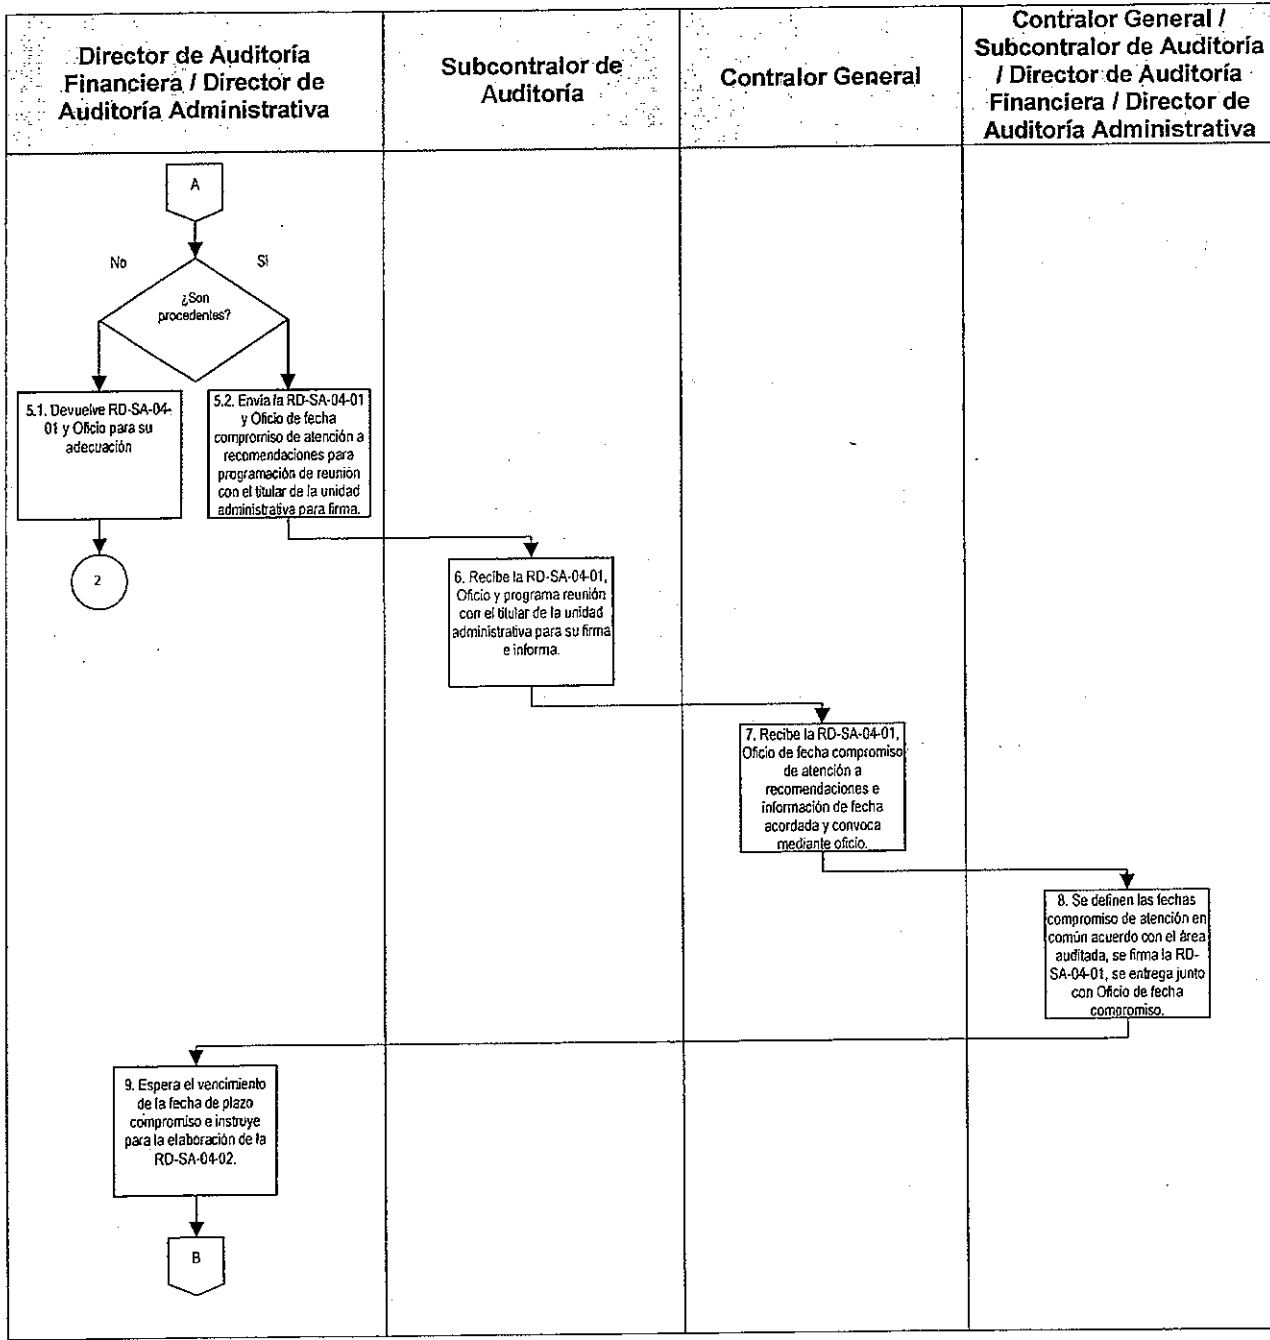 Director de Auditoría
Financiera / Director de
Auditoría Administrativa
Subcontralor de
Auditoría
Contralor General
Contralor General /
Subcontralor de Auditoría
/ Director de Auditoría
Financiera / Director de
Auditoría Administrativa
A
No
Si
¿Son
procedentes?
5.1. Devuelve RD-SA-04-
01 y Oficio para su
adecuación
5.2. Envía la RD-SA-04-01
y Oficio de fecha
compromiso de atención a
recomendaciones para
programación de reunión
con el titular de la unidad
administrativa para firma.
2
6. Recibe la RD-SA-04-01,
Oficio y programa reunión
con el titular de la unidad
administrativa para su firma
e informa.
7. Recibe la RD-SA-04-01,
Oficio de fecha compromiso
de atención a
recomendaciones e
información de fecha
acordada y convoca
mediante oficio.
8. Se definen las fechas
compromiso de atención en
común acuerdo con el área
auditada, se firma la RD-
SA-04-01, se entrega junto
con Oficio de fecha
compromiso.
9. Espera el vencimiento
de la fecha de plazo
compromiso e instruye
para la elaboración de la
RD-SA-04-02.
B